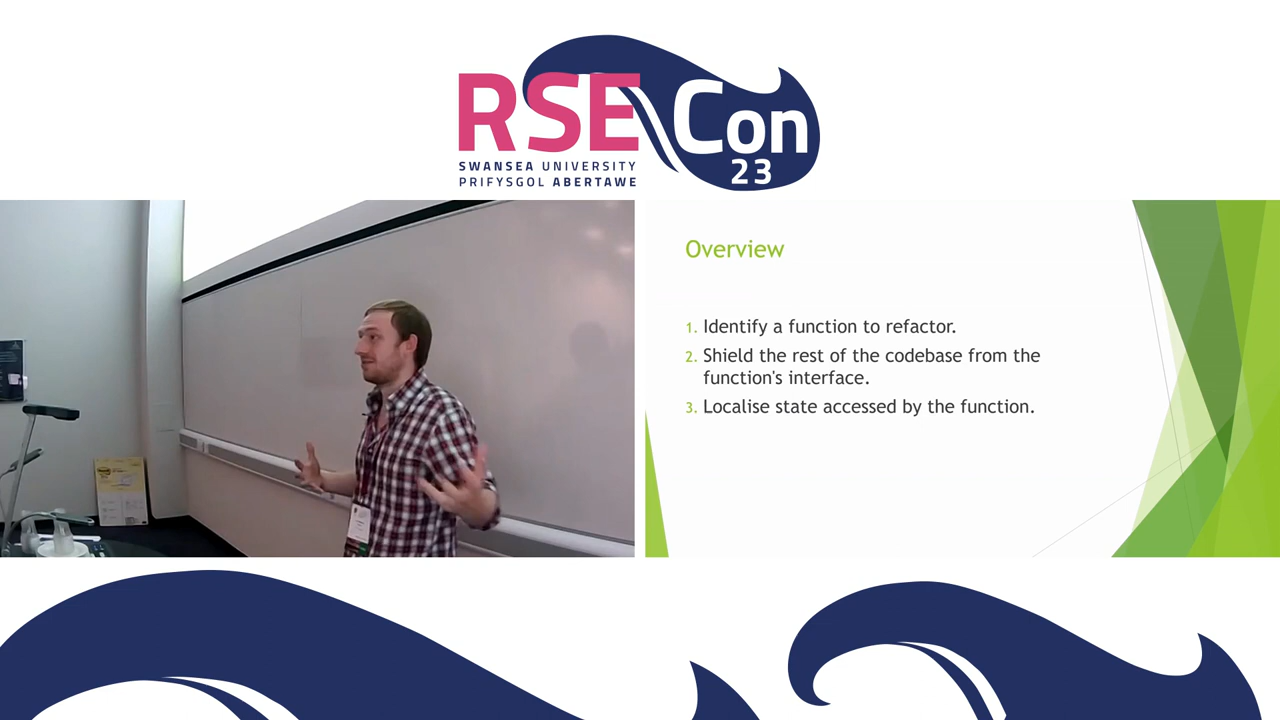 RSE Con
23
SWANSEA UNIVERSITY
PRIFYSGOL ABERTAWE
Overview
1. Identify a function to refactor.
2. Shield the rest of the codebase from the
function's interface.
3. Localise state accessed by the function.